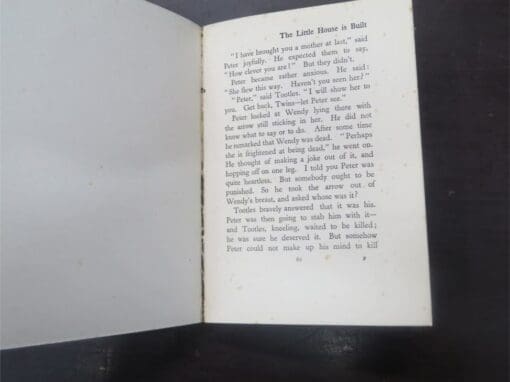 The Little House is Built
"I have brought you a mother at last," said
Peter joyfully. He expected them to say,
"How clever you are!" But they didn't.
Peter became rather anxious. He said:
"She flew this way. Haven't you seen her?"
"Peter," said Tootles. "I will show her to
you. Get back, Twins—let Peter see."
Peter looked at Wendy lying there with
the arrow still sticking in her. He did not
know what to say or to do. After some time
he remarked that Wendy was dead. "Perhaps
she is frightened at being dead," he went on.
He thought of making a joke out of it, and
hopping off on one leg. I told you Peter was
quite heartless. But somebody ought to be
punished. So he took the arrow out of
Wendy's breast, and asked whose was it?
Tootles bravely answered that it was his.
Peter was then going to stab him with it—
and Tootles, kneeling, waited to be killed;
he was sure he deserved it. But somehow
Peter could not make up his mind to kill